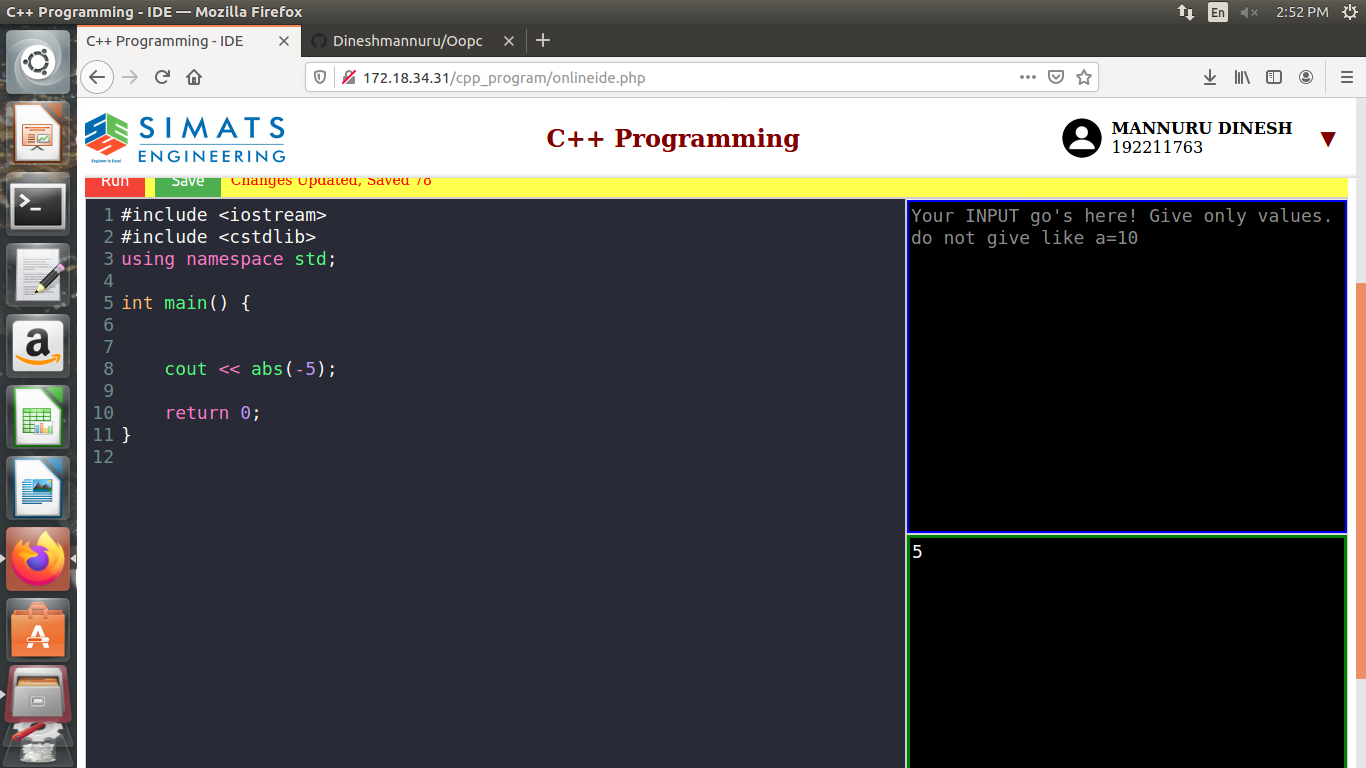 C++ Programming - IDE — Mozilla Firefox
En
2:52 PM
C++ Programming - IDE
Dineshmannuru/Oopc
172.18.34.31/cpp_program/onlineide.php
SIMATS
ENGINEERING
Engineer to Excel
C++ Programming
MANNURU DINESH
192211763
Run Save Changes Updated, Saved 78
1 #include <iostream>
2 #include <cstdlib>
3 using namespace std;
4
5 int main() {
6
7
8 cout << abs(-5);
9
10 return 0;
11 }
12
Your INPUT go's here! Give only values.
do not give like a=10
5